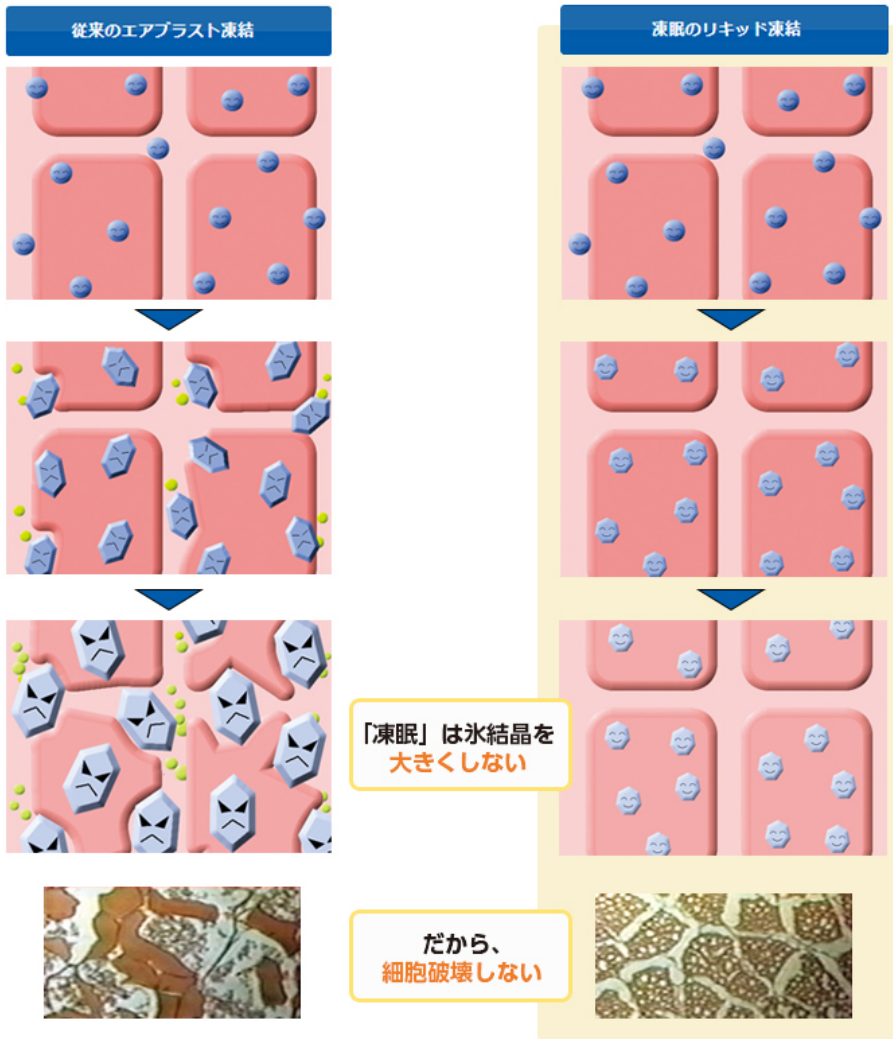 従来のエアブラスト凍結
凍眠のリキッド凍結
「凍眠」は氷結晶を
大きくしない
だから、
細胞破壊しない